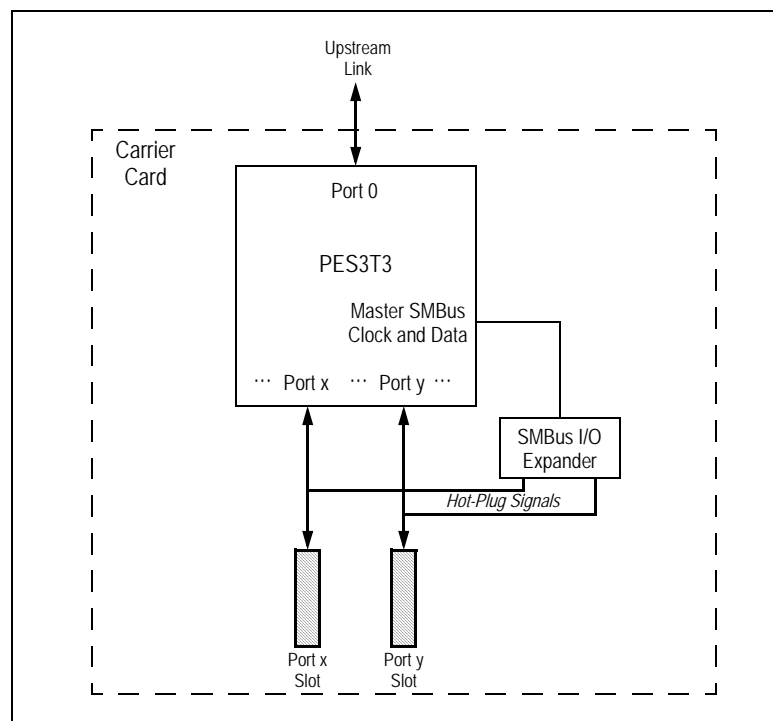 Upstream
Link
Carrier
Card
Port 0
PES3T3
Master SMBus
Clock and Data
... Port x ... Port y ...
SMBus I/O
Expander
Hot-Plug Signals
Port x
Slot
Port y
Slot